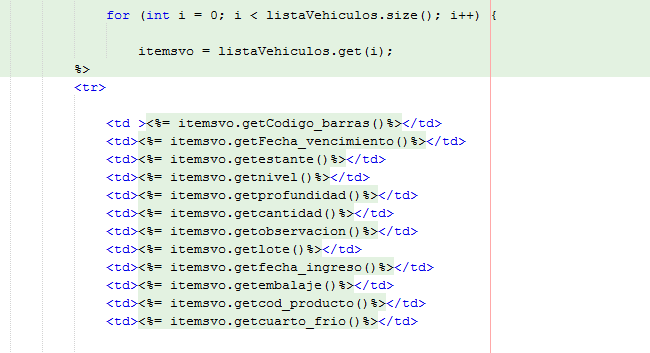 for (int i = 0; i < listaVehiculos.size(); i++) {
itemsvo = listaVehiculos.get(i);
%>
<tr>
<td ><%= itemsvo.getCodigo_barras()%></td>
<td><%= itemsvo.getFecha_vencimiento()%></td>
<td><%= itemsvo.getestante()%></td>
<td><%= itemsvo.getnivel()%></td>
<td><%= itemsvo.getprofundidad()%></td>
<td><%= itemsvo.getcantidad()%></td>
<td><%= itemsvo.getobservacion()%></td>
<td><%= itemsvo.getlote()%></td>
<td><%= itemsvo.getfecha_ingreso()%></td>
<td><%= itemsvo.getembalaje()%></td>
<td><%= itemsvo.getcod_producto()%></td>
<td><%= itemsvo.getcuarto_frio()%></td>